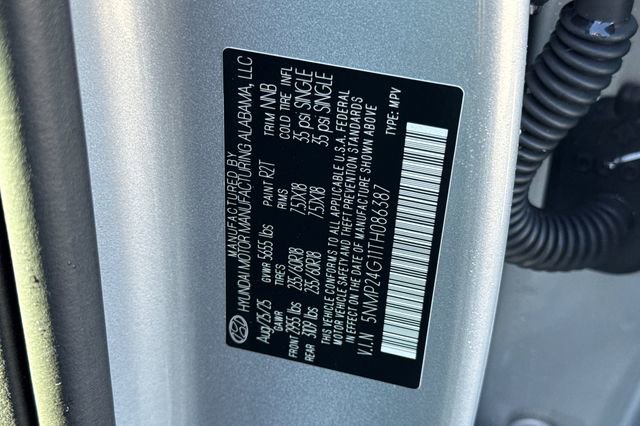 MANUFACTURED BY
HYUNDAI MOTOR MANUFACTURING ALABAMA, LLC
Aug/25/25 GVWR 5655 lbs PAINT R2T TRIM NNB
GAWR TIRES RIMS COLD TIRE INFL
FRONT 2855 lbs 235/60R18 7.5JX18 35 psi SINGLE
REAR 3109 lbs 235/60R18 7.5JX18 35 psi SINGLE
THIS VEHICLE CONFORMS TO ALL APPLICABLE U.S.A. FEDERAL
MOTOR VEHICLE SAFETY AND THEFT PREVENTION STANDARDS
IN EFFECT ON THE DATE OF MANUFACTURE SHOWN ABOVE
V.I.N 5NMP24G11TH086387 TYPE: MPV